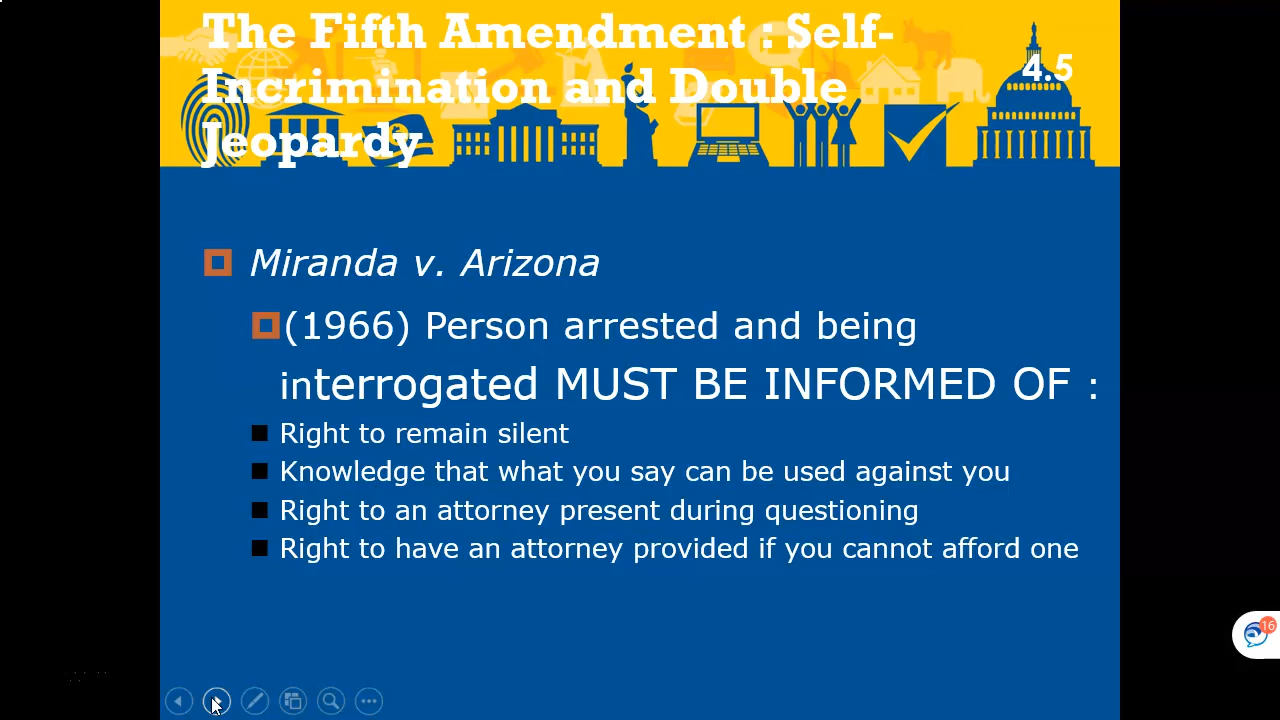 The Fifth Amendment : Self-
Incrimination and Double
Jeopardy
4.5
Miranda v. Arizona
(1966) Person arrested and being
interrogated MUST BE INFORMED OF :
Right to remain silent
Knowledge that what you say can be used against you
Right to an attorney present during questioning
Right to have an attorney provided if you cannot afford one
16